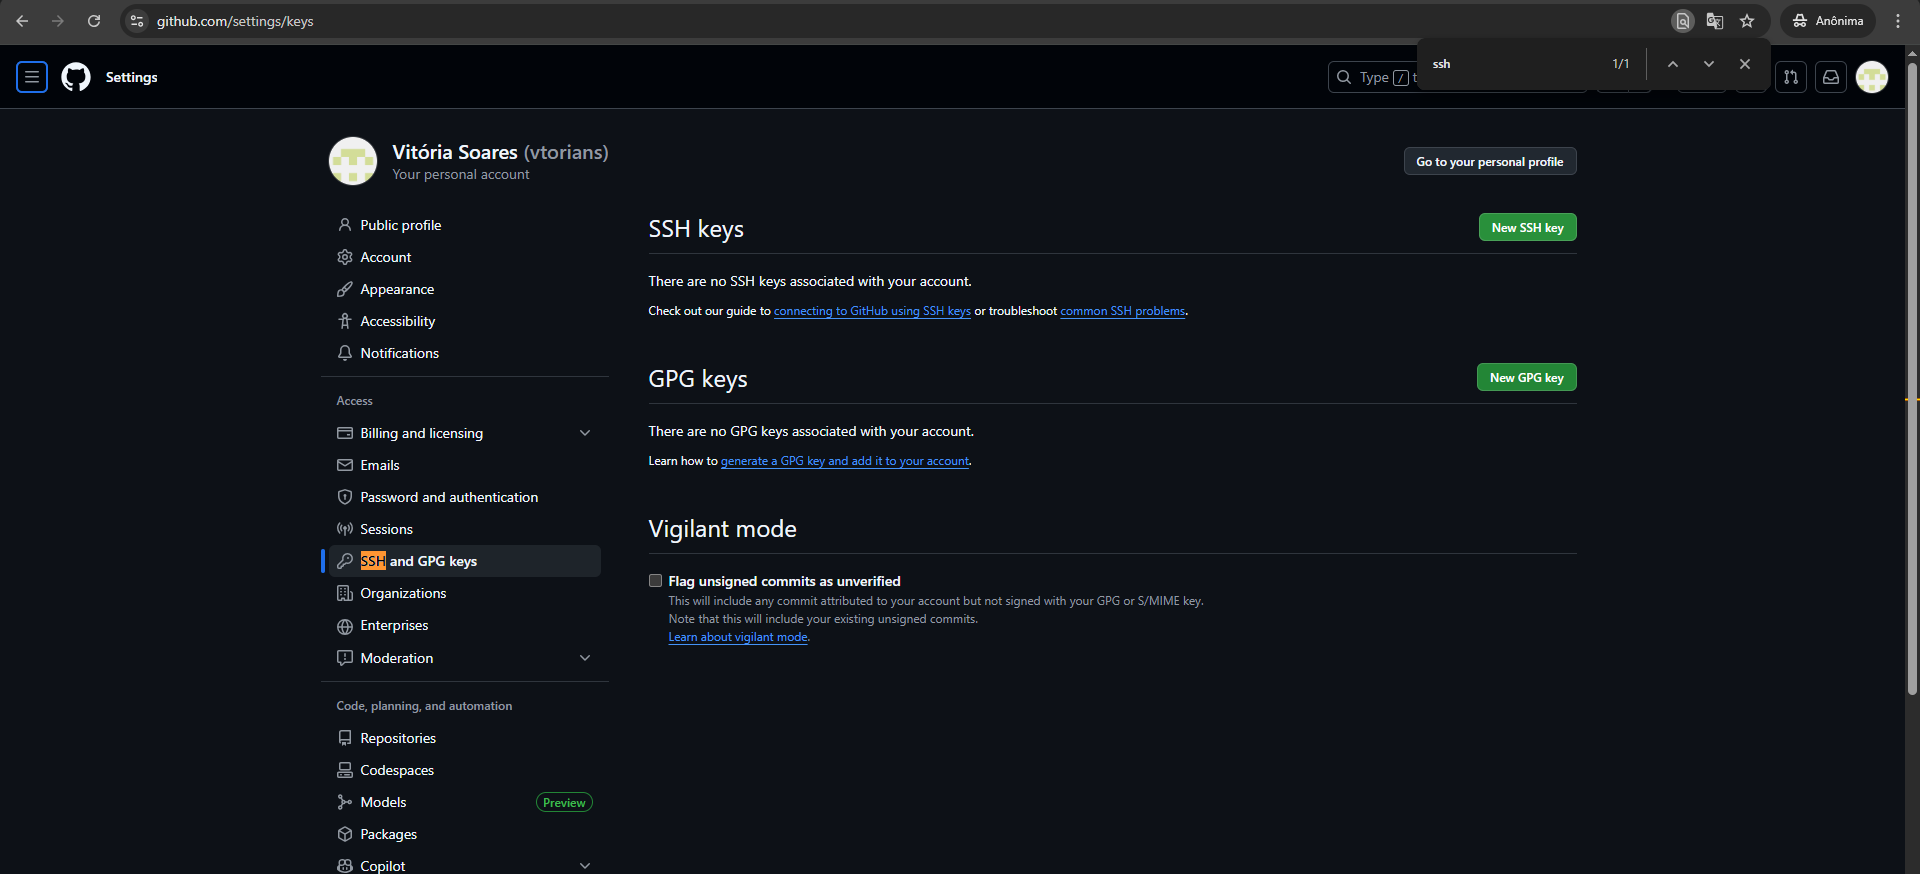 github.com/settings/keys
Anônima
ssh
1/1
Settings
Type / t
Vitória Soares (vtorians)
Your personal account
Go to your personal profile
Public profile
Account
Appearance
Accessibility
Notifications
Access
Billing and licensing
Emails
Password and authentication
Sessions
SSH and GPG keys
Organizations
Enterprises
Moderation
Code, planning, and automation
Repositories
Codespaces
Models
Preview
Packages
Copilot
SSH keys
New SSH key
There are no SSH keys associated with your account.
Check out our guide to connecting to GitHub using SSH keys or troubleshoot common SSH problems.
GPG keys
New GPG key
There are no GPG keys associated with your account.
Learn how to generate a GPG key and add it to your account.
Vigilant mode
Flag unsigned commits as unverified
This will include any commit attributed to your account but not signed with your GPG or S/MIME key.
Note that this will include your existing unsigned commits.
Learn about vigilant mode.